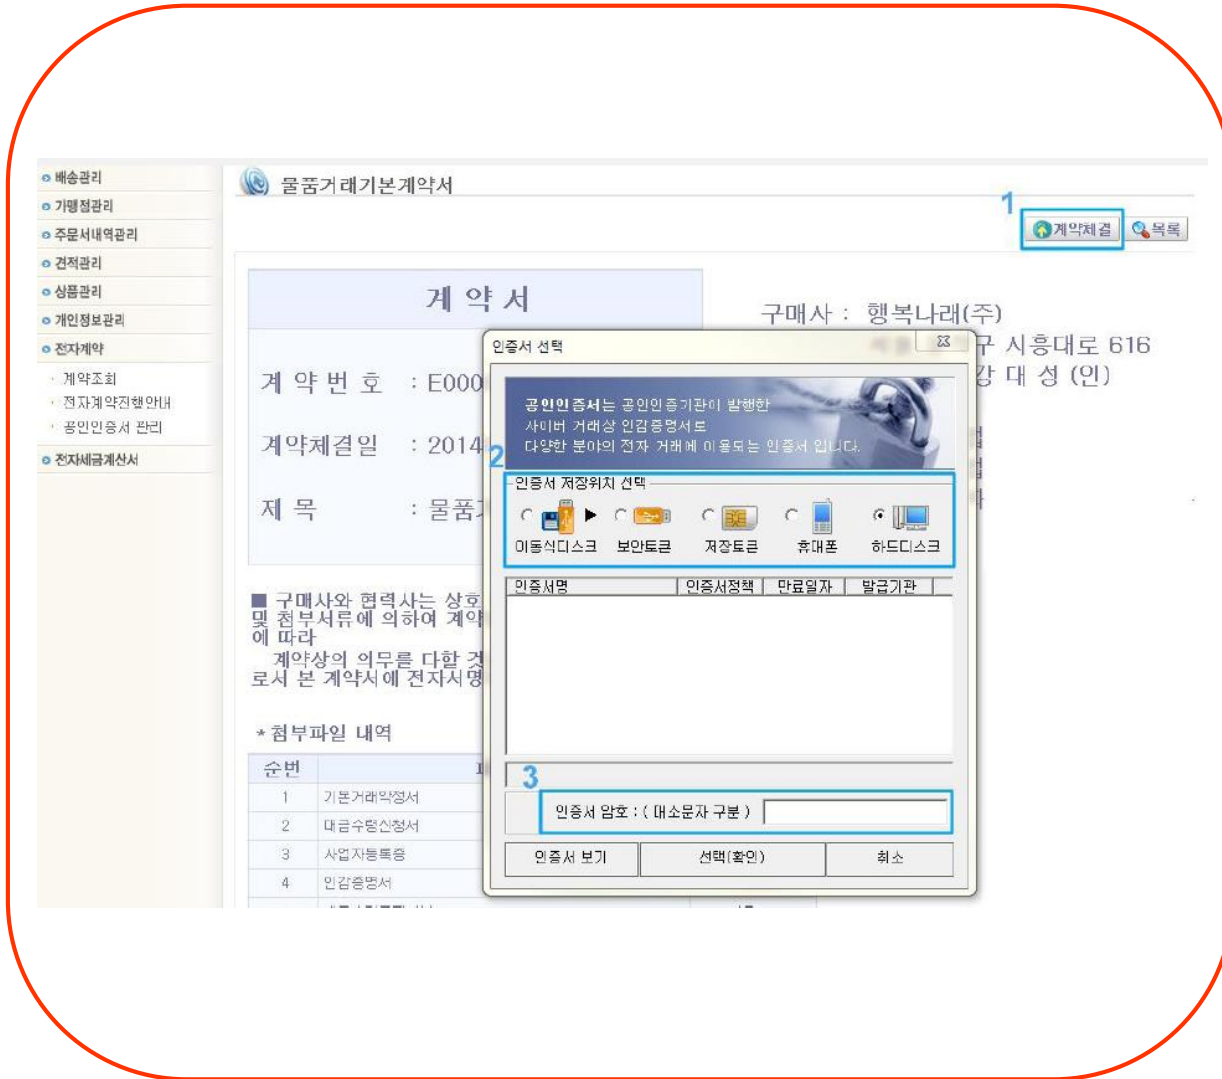 배송관리
가맹점관리
주문서내역관리
견적관리
상품관리
개인정보관리
전자계약
계약조회
전자계약진행안내
공인인증서 관리
전자세금계산서
물품거래기본계약서
1
계약체결 목록
계 약 서
구매사 : 행복나래(주)
구 시흥대로 616
강 대 성 (인)
계 약 번 호 : E000
계약체결일 : 2014
제 목 : 물품
■ 구매사와 협력사는 상호
및 첨부서류에 의하여 계약
에 따라
계약상의 의무를 다할 것
로서 본 계약서에 전자서명
* 첨부파일 내역
순번
1 기본거래약정서
2 대금수령신청서
3 사업자등록증
4 인감증명서
인증서 선택
공인인증서는 공인인증기관이 발행한
사이버 거래상 인감증명서로
다양한 분야의 전자 거래에 이용되는 인증서 입니다.
2
인증서 저장위치 선택
이동식디스크 보안토큰 저장토큰 휴대폰 하드디스크
인증서명 인증서정책 만료일자 발급기관
3
인증서 암호 : ( 대소문자 구분 )
인증서 보기 선택(확인) 취소